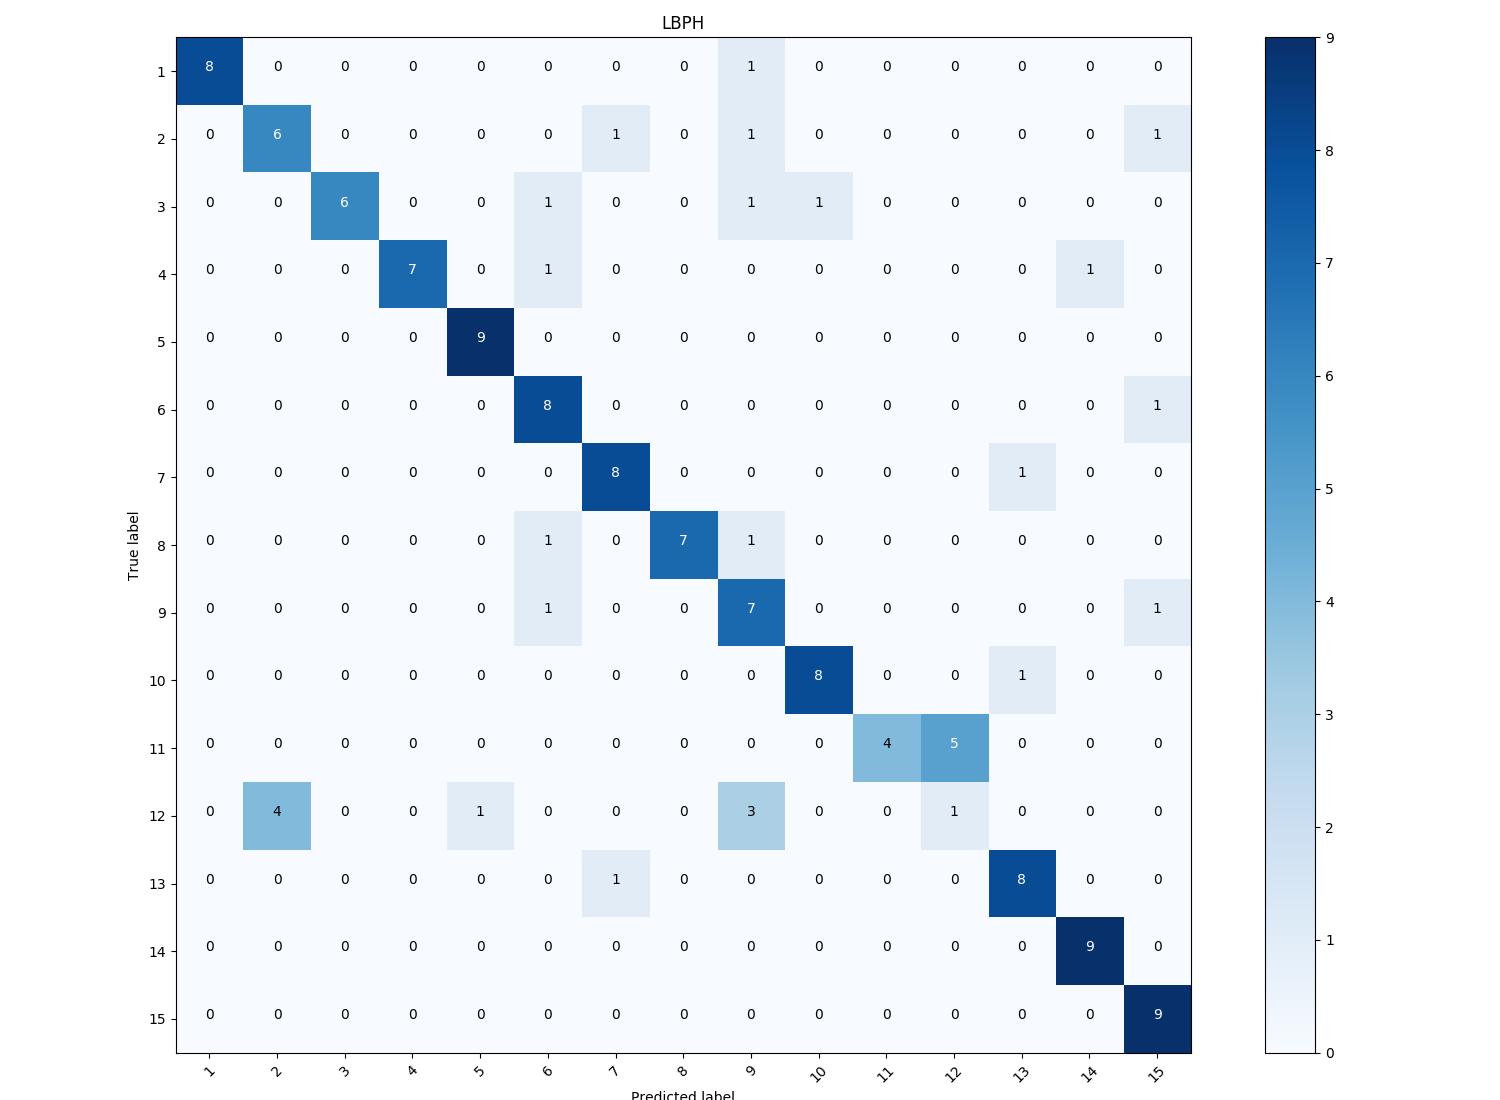 LBPH
1 8 0 0 0 0 0 0 0 1 0 0 0 0 0 0
2 0 6 0 0 0 0 1 0 1 0 0 0 0 0 1
3 0 0 6 0 0 1 0 0 1 1 0 0 0 0 0
4 0 0 0 7 0 1 0 0 0 0 0 0 0 1 0
5 0 0 0 0 9 0 0 0 0 0 0 0 0 0 0
6 0 0 0 0 0 8 0 0 0 0 0 0 0 0 1
7 0 0 0 0 0 0 8 0 0 0 0 0 1 0 0
8 0 0 0 0 0 1 0 7 1 0 0 0 0 0 0
9 0 0 0 0 0 1 0 0 7 0 0 0 0 0 1
10 0 0 0 0 0 0 0 0 0 8 0 0 1 0 0
11 0 0 0 0 0 0 0 0 0 0 4 5 0 0 0
12 0 4 0 0 1 0 0 0 3 0 0 1 0 0 0
13 0 0 0 0 0 0 1 0 0 0 0 0 8 0 0
14 0 0 0 0 0 0 0 0 0 0 0 0 0 9 0
15 0 0 0 0 0 0 0 0 0 0 0 0 0 0 9
1 2 3 4 5 6 7 8 9 10 11 12 13 14 15
True label
Predicted label
9
8
7
6
5
4
3
2
1
0